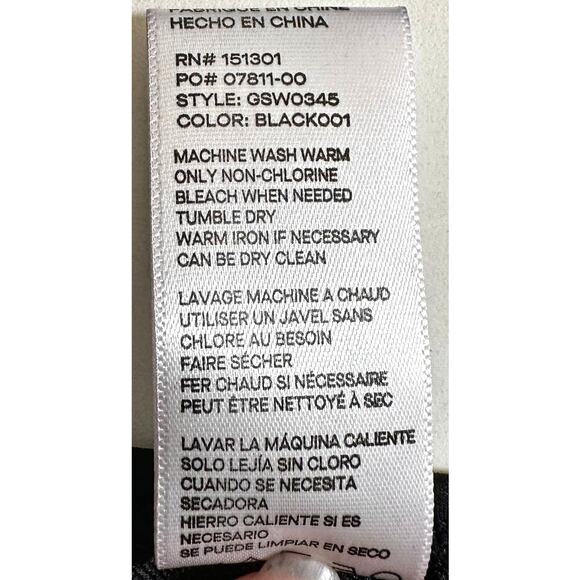 FABRIQUÉ EN CHINE
HECHO EN CHINA
RN# 151301
PO# 07811-00
STYLE: GSW0345
COLOR: BLACK001
MACHINE WASH WARM
ONLY NON-CHLORINE
BLEACH WHEN NEEDED
TUMBLE DRY
WARM IRON IF NECESSARY
CAN BE DRY CLEAN
LAVAGE MACHINE A CHAUD
UTILISER UN JAVEL SANS
CHLORE AU BESOIN
FAIRE SÉCHER
FER CHAUD SI NÉCESSAIRE
PEUT ÊTRE NETTOYÉ À SEC
LAVAR LA MÁQUINA CALIENTE
SOLO LEJÍA SIN CLORO
CUANDO SE NECESITA
SECADORA
HIERRO CALIENTE SI ES
NECESARIO
SE PUEDE LIMPIAR EN SECO